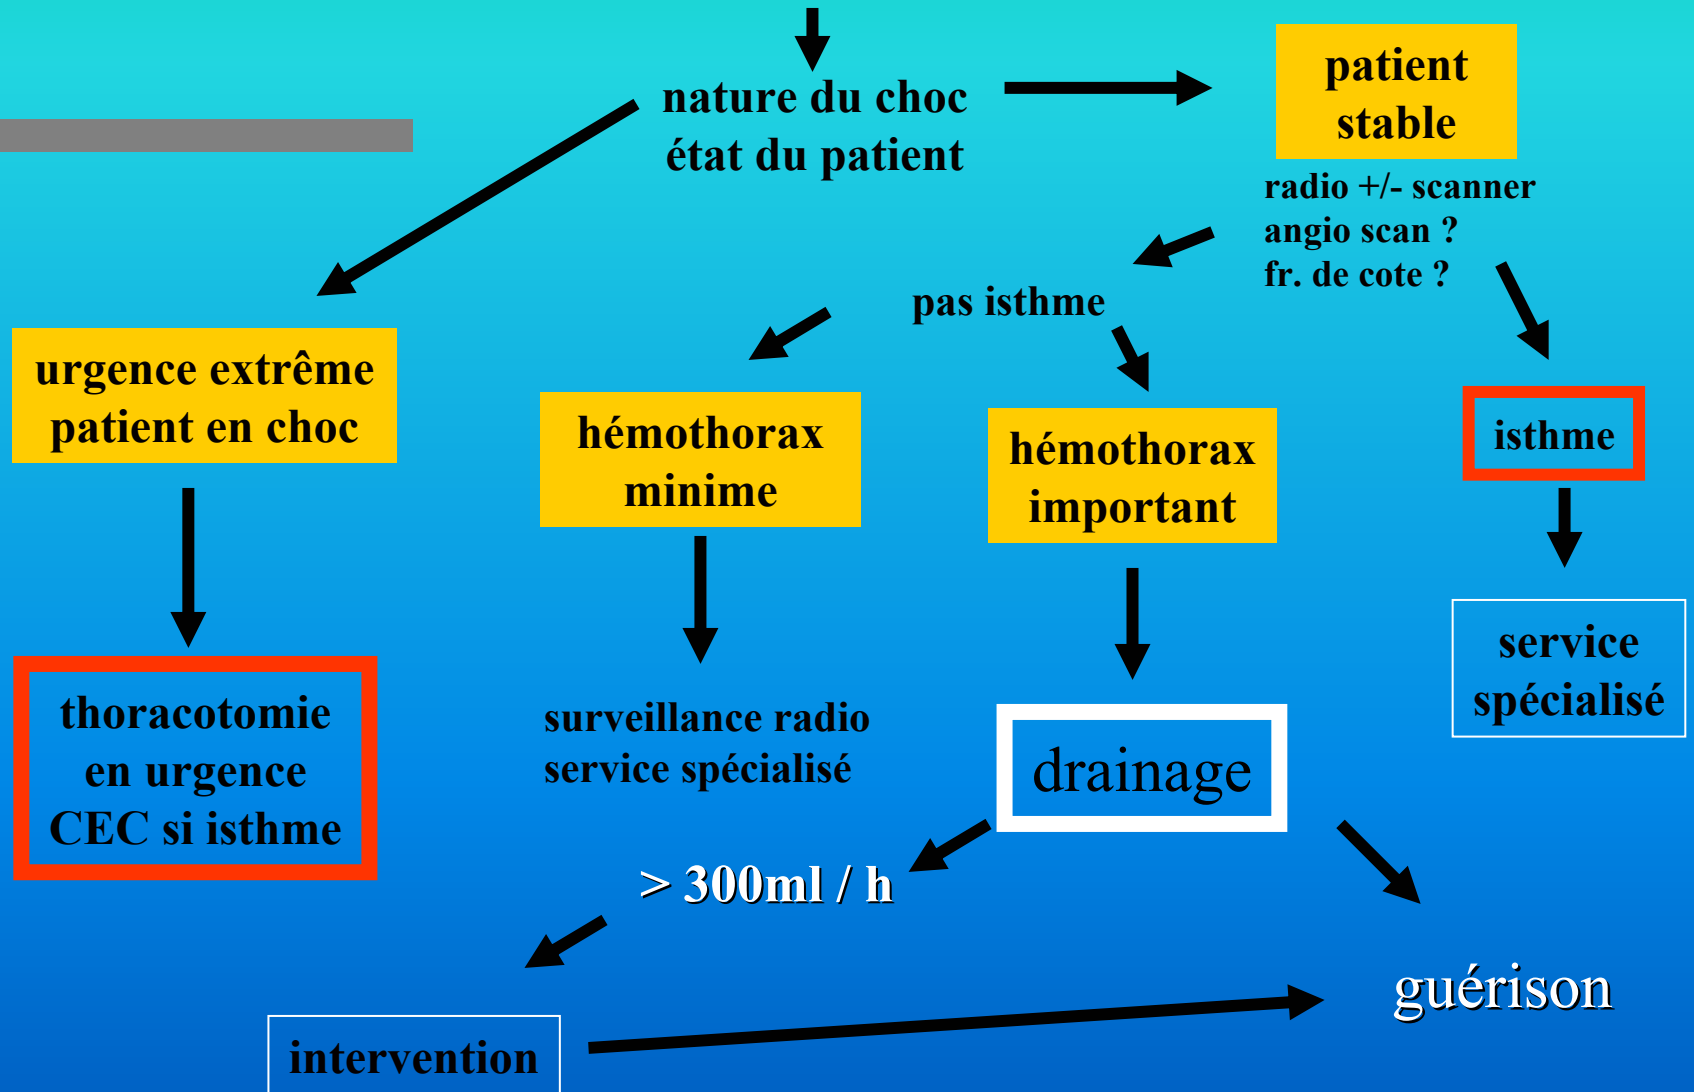 nature du choc
état du patient
patient
stable
radio +/- scanner
angio scan ?
fr. de cote ?
pas isthme
urgence extrême
patient en choc
hémothorax
minime
hémothorax
important
isthme
thoracotomie
en urgence
CEC si isthme
surveillance radio
service spécialisé
drainage
service
spécialisé
> 300ml / h
guérison
intervention